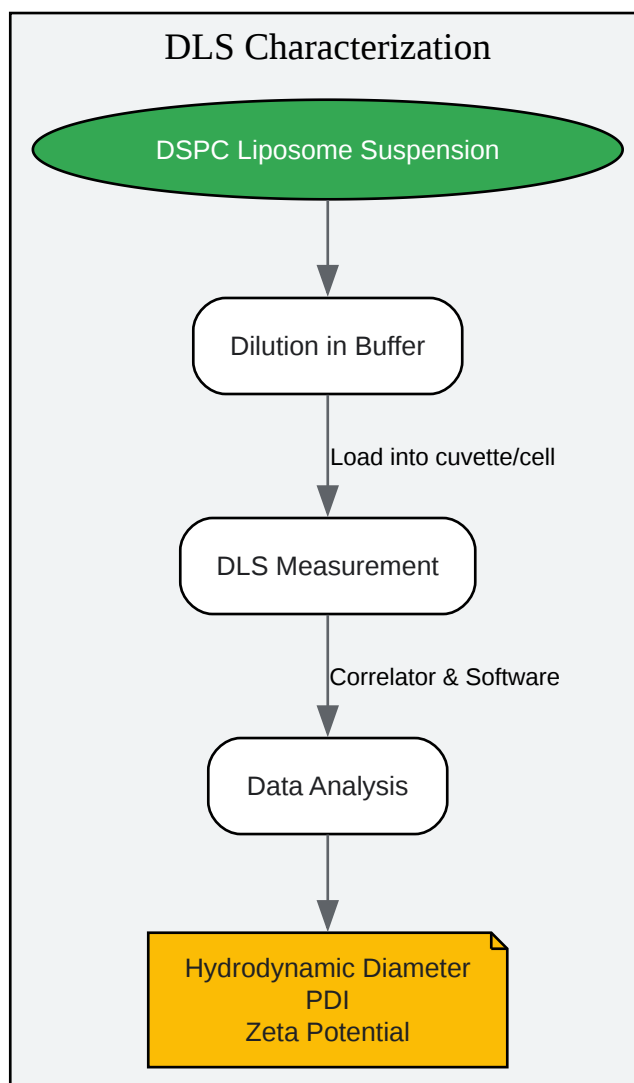 DLS Characterization
DSPC Liposome Suspension
Dilution in Buffer
Load into cuvette/cell
DLS Measurement
Correlator & Software
Data Analysis
Hydrodynamic Diameter
PDI
Zeta Potential